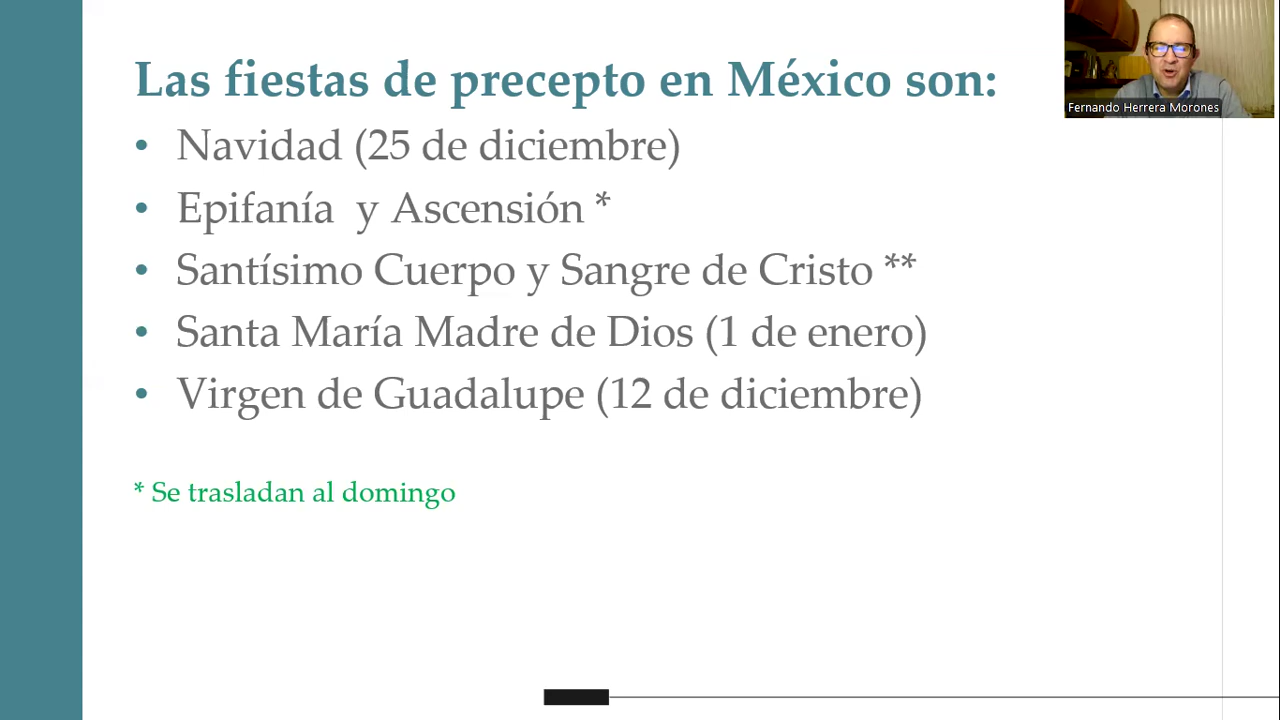 Las fiestas de precepto en México son:
• Navidad (25 de diciembre)
• Epifanía y Ascensión *
• Santísimo Cuerpo y Sangre de Cristo **
• Santa María Madre de Dios (1 de enero)
• Virgen de Guadalupe (12 de diciembre)
* Se trasladan al domingo
Fernando Herrera Morones